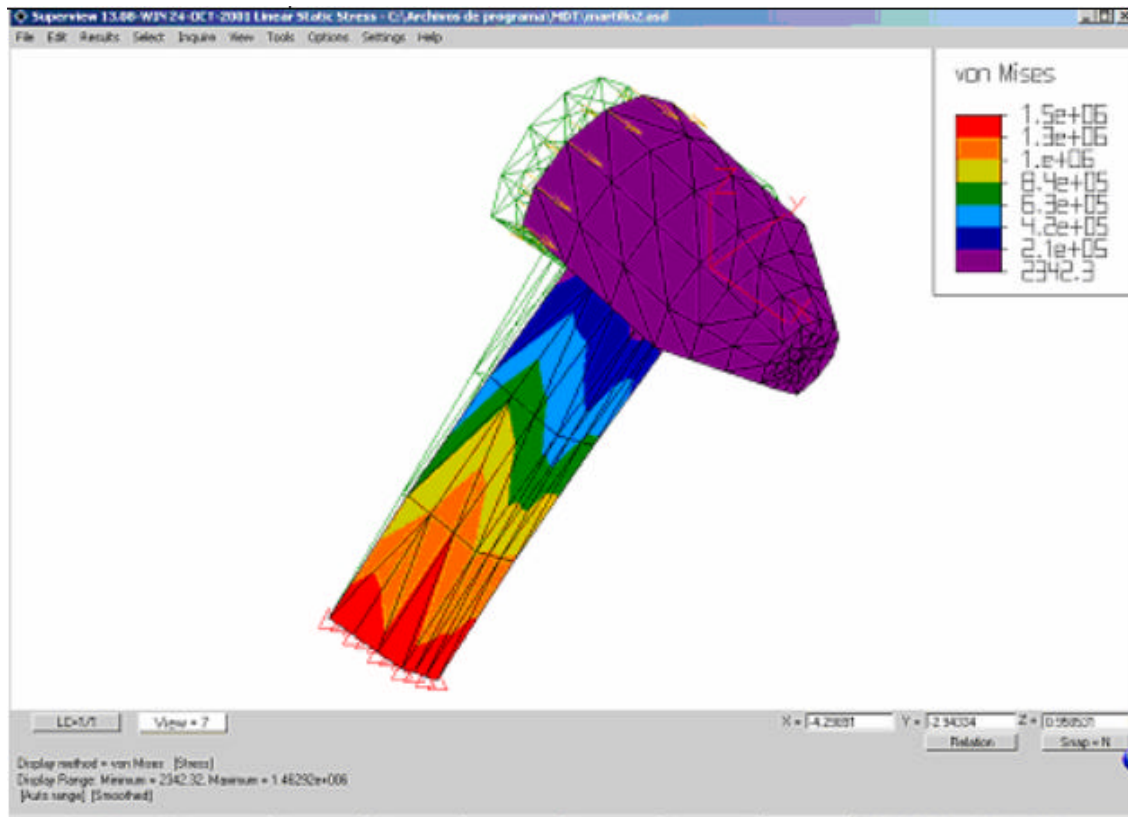 Superview 13.08-WIN 24-OCT-2001 Linear Static Stress - C:\Archivos de programa\MDT\martillo2.asd
File Edit Results Select Inquire View Tools Options Settings Help
von Mises
1.5e+06
1.3e+06
1.e+06
8.4e+05
6.3e+05
4.2e+05
2.1e+05
2342.3
Z
Y
X
LC=1/1 View = 7 X = Y = Z =
Relation Snap = N
Display method = von Mises [Stress]
Display Range: Minimum = 2342.32, Maximum = 1.46292e+006
[Auto range] [Smoothed]